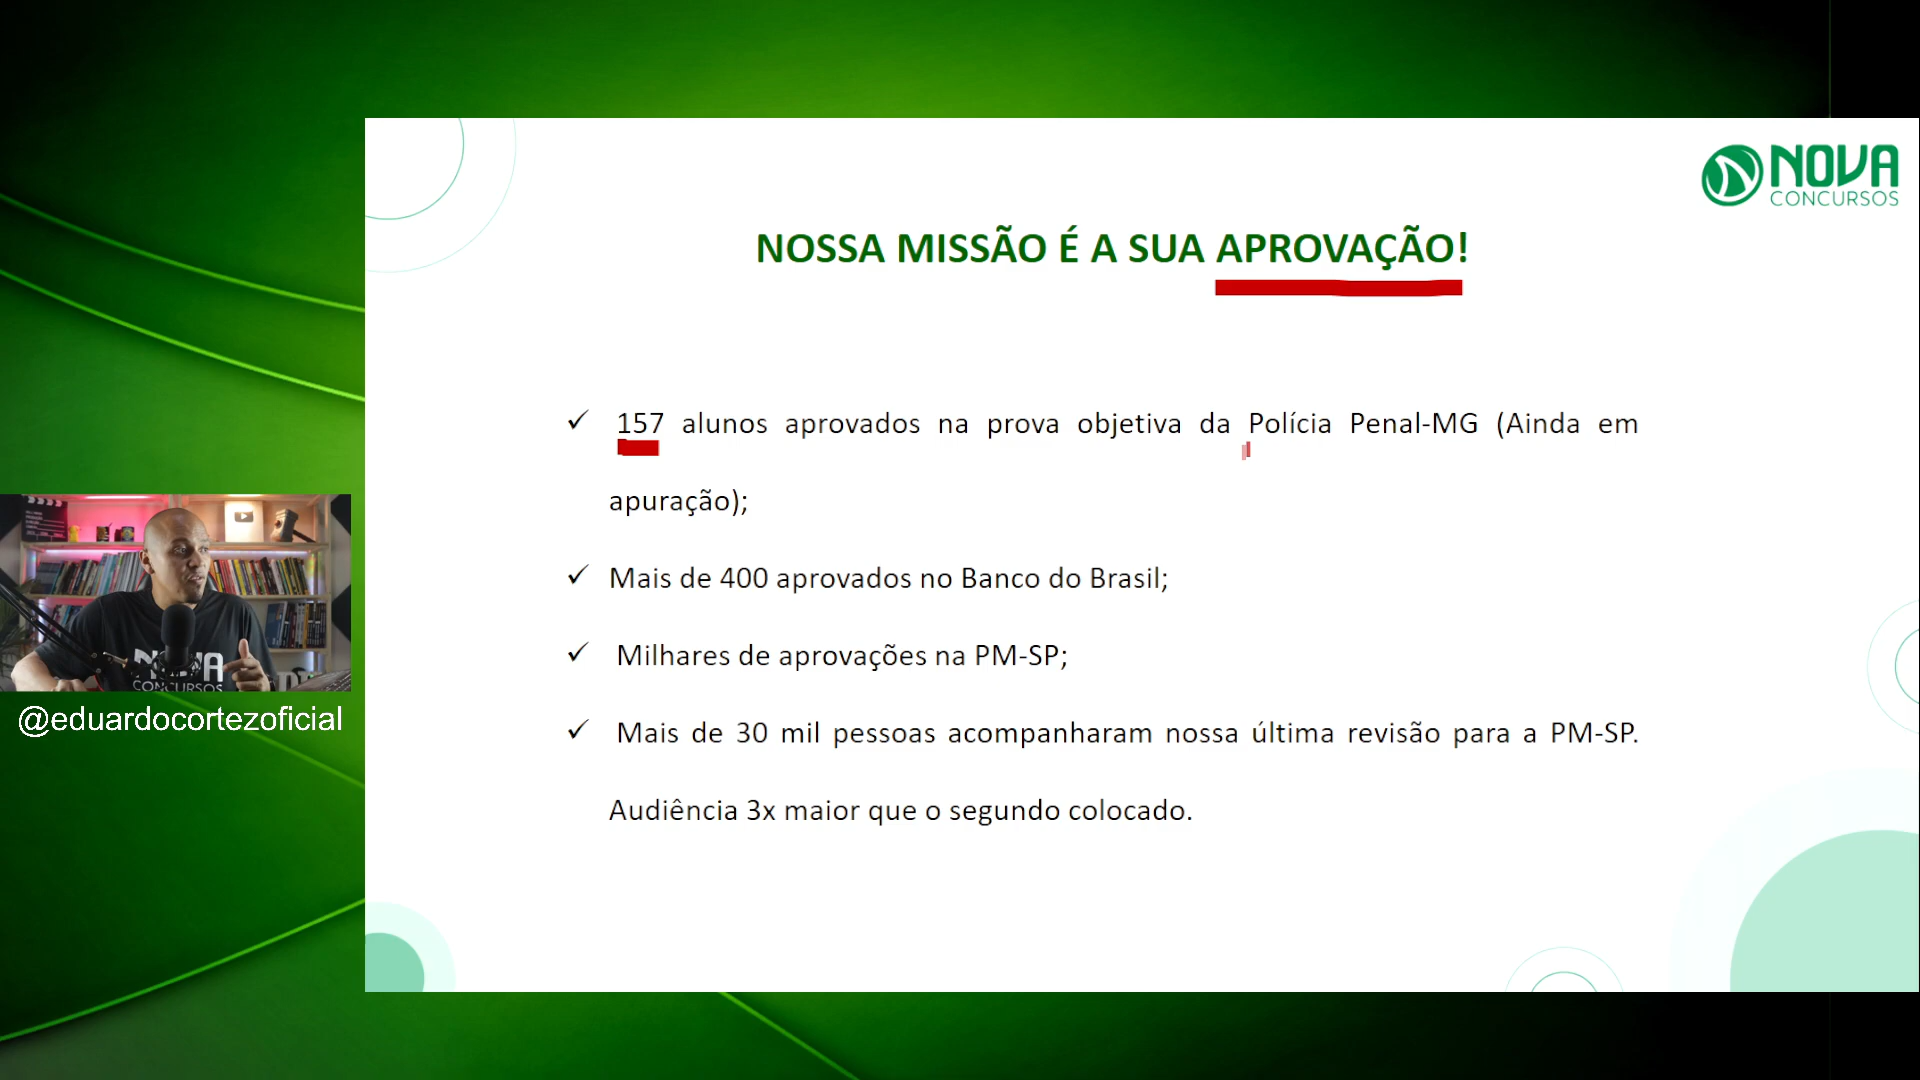 NOVA
CONCURSOS
NOSSA MISSÃO É A SUA APROVAÇÃO!
157 alunos aprovados na prova objetiva da Polícia Penal-MG (Ainda em
apuração);
Mais de 400 aprovados no Banco do Brasil;
Milhares de aprovações na PM-SP;
Mais de 30 mil pessoas acompanharam nossa última revisão para a PM-SP.
Audiência 3x maior que o segundo colocado.
CONCURSOS
@eduardocortezoficial